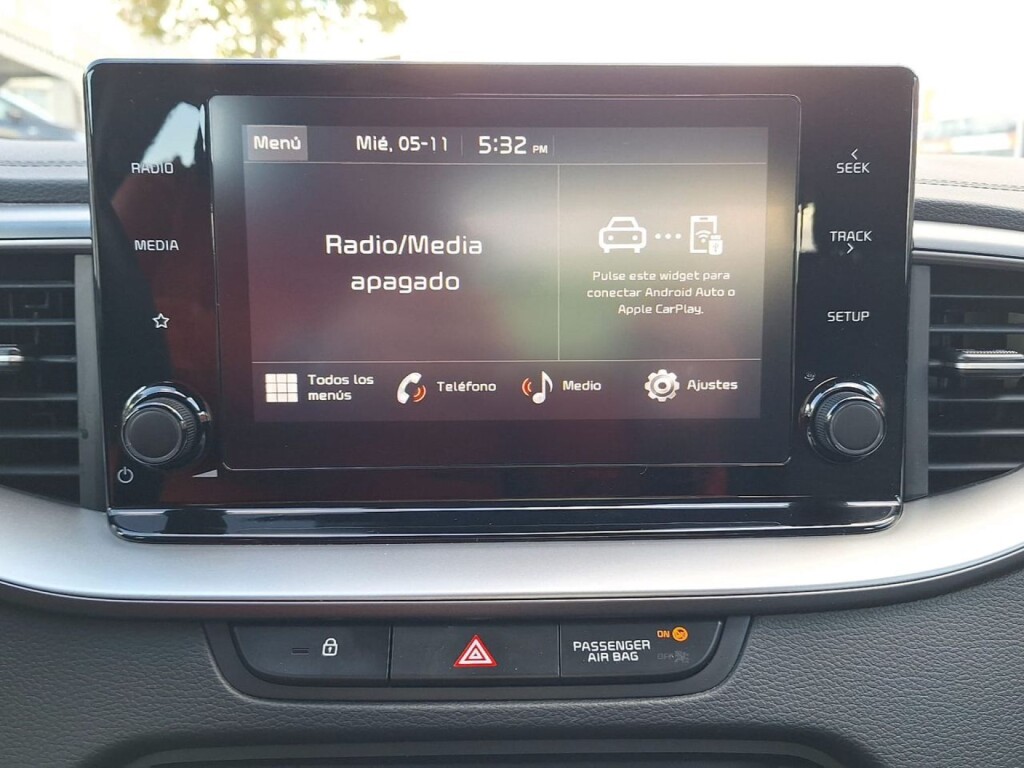 Menú
Mié, 05-11
5:32 PM
RADIO
MEDIA
Radio/Media
apagado
Pulse este widget para
conectar Android Auto o
Apple CarPlay.
Todos los
menús
Teléfono
Medio
Ajustes
SEEK
TRACK
SETUP
PASSENGER
AIR BAG
ON